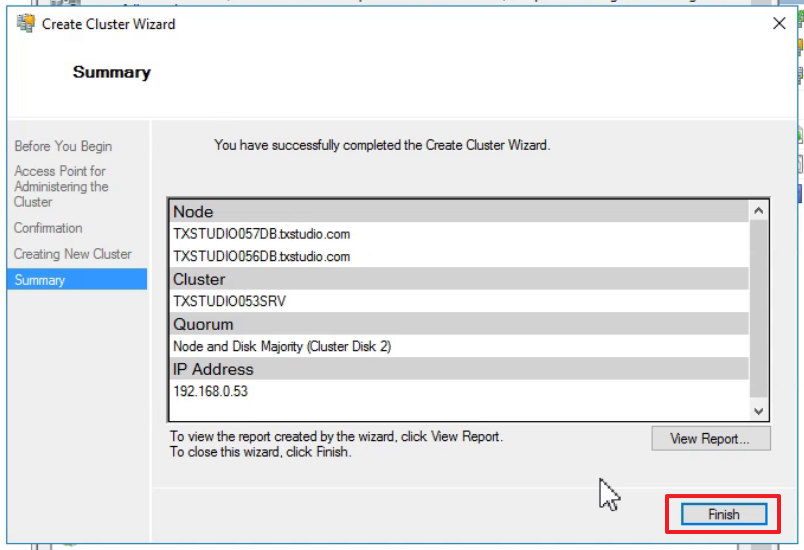 Create Cluster Wizard
Summary
Before You Begin
Access Point for
Administering the
Cluster
Confirmation
Creating New Cluster
Summary
You have successfully completed the Create Cluster Wizard.
Node
TXSTUDIO057DB.txstudio.com
TXSTUDIO056DB.txstudio.com
Cluster
TXSTUDIO053SRV
Quorum
Node and Disk Majority (Cluster Disk 2)
IP Address
192.168.0.53
To view the report created by the wizard, click View Report.
To close this wizard, click Finish.
View Report...
Finish